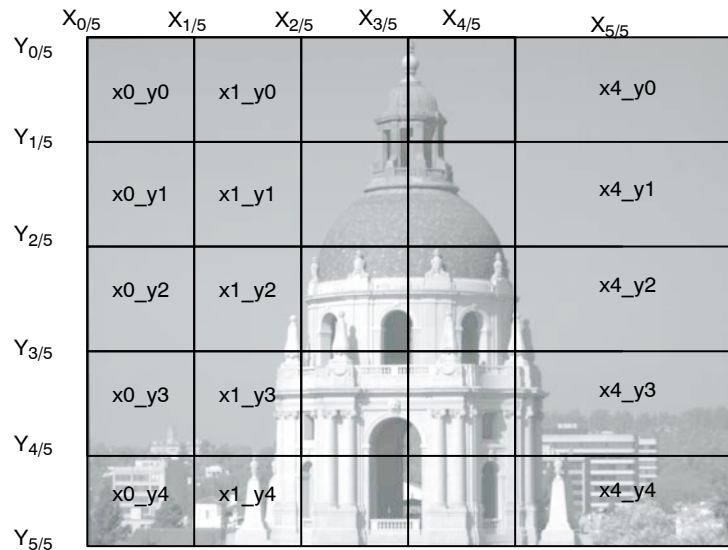 X0/5 X1/5 X2/5 X3/5 X4/5 X5/5
Y0/5
x0_y0 x1_y0 x4_y0
Y1/5
x0_y1 x1_y1 x4_y1
Y2/5
x0_y2 x1_y2 x4_y2
Y3/5
x0_y3 x1_y3 x4_y3
Y4/5
x0_y4 x1_y4 x4_y4
Y5/5